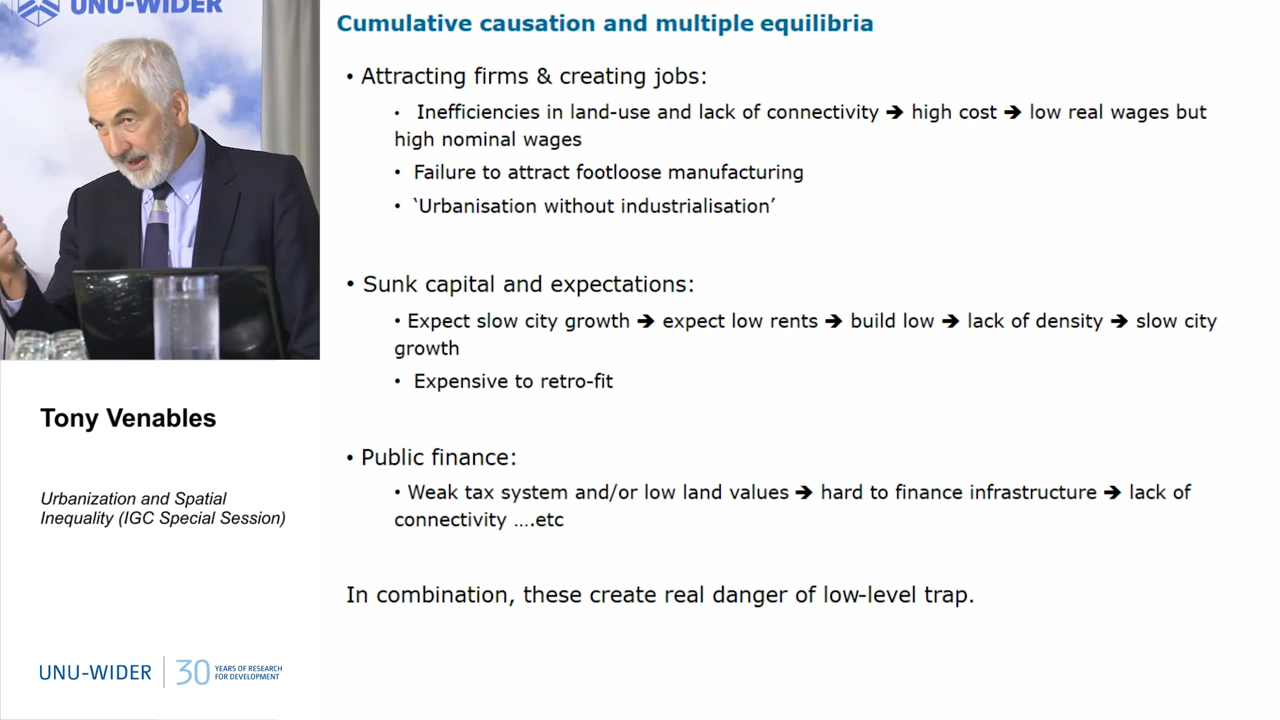 UNU-WIDER
Cumulative causation and multiple equilibria
• Attracting firms & creating jobs:
• Inefficiencies in land-use and lack of connectivity ➔ high cost ➔ low real wages but
high nominal wages
• Failure to attract footloose manufacturing
• ‘Urbanisation without industrialisation’
• Sunk capital and expectations:
• Expect slow city growth ➔ expect low rents ➔ build low ➔ lack of density ➔ slow city
growth
• Expensive to retro-fit
• Public finance:
• Weak tax system and/or low land values ➔ hard to finance infrastructure ➔ lack of
connectivity ….etc
In combination, these create real danger of low-level trap.
Tony Venables
Urbanization and Spatial
Inequality (IGC Special Session)
UNU-WIDER
30 YEARS OF RESEARCH
FOR DEVELOPMENT